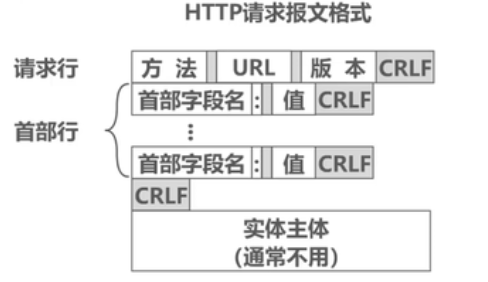 HTTP请求报文格式
请求行 方 法 URL 版 本 CRLF
首部行 首部字段名 : 值 CRLF
⋮
首部字段名 : 值 CRLF
CRLF
实体主体
(通常不用)